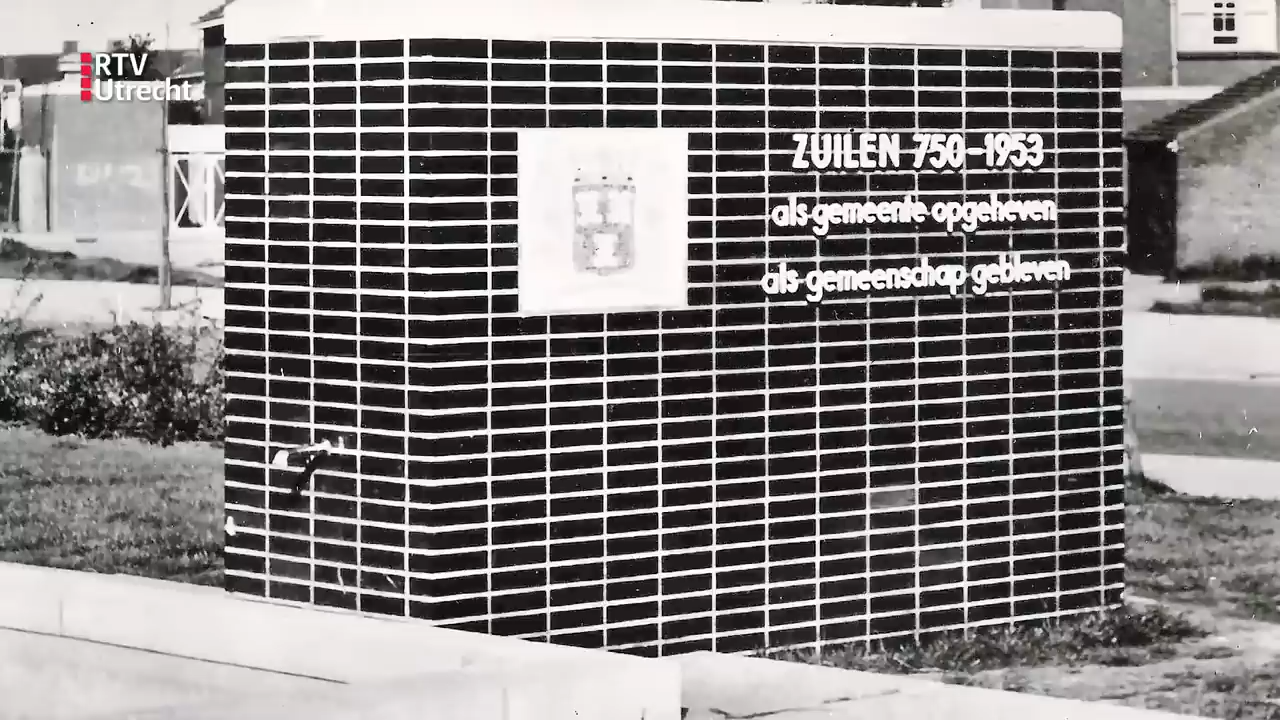 RTV
Utrecht
ZUILEN 750-1953
als gemeente opgeheven
als gemeenschap gebleven